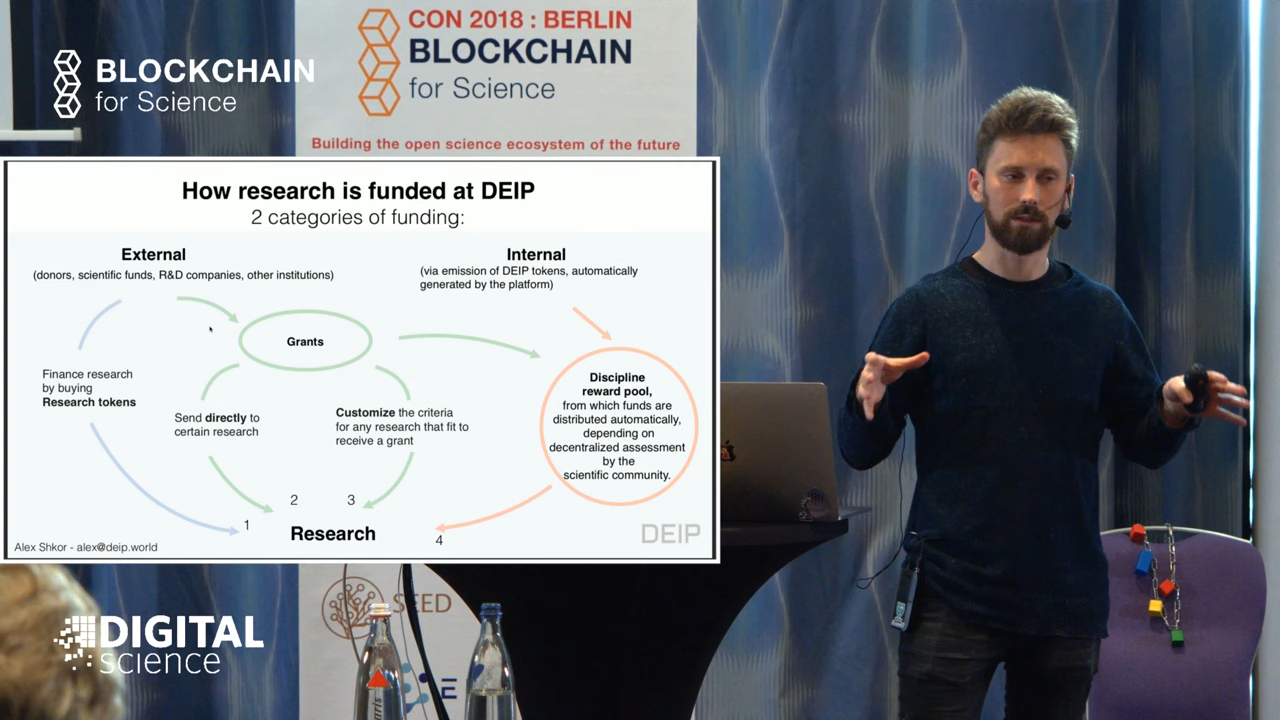 BLOCKCHAIN
for Science
CON 2018 : BERLIN
BLOCKCHAIN
for Science
Building the open science ecosystem of the future
How research is funded at DEIP
2 categories of funding:
External
(donors, scientific funds, R&D companies, other institutions)
Internal
(via emission of DEIP tokens, automatically
generated by the platform)
Grants
Finance research
by buying
Research tokens
Send directly to
certain research
Customize the criteria
for any research that fit to
receive a grant
Discipline
reward pool,
from which funds are
distributed automatically,
depending on
decentralized assessment
by the
scientific community.
1
2
3
4
Research
Alex Shkor - alex@deip.world
DEIP
SEED
DIGITAL
science